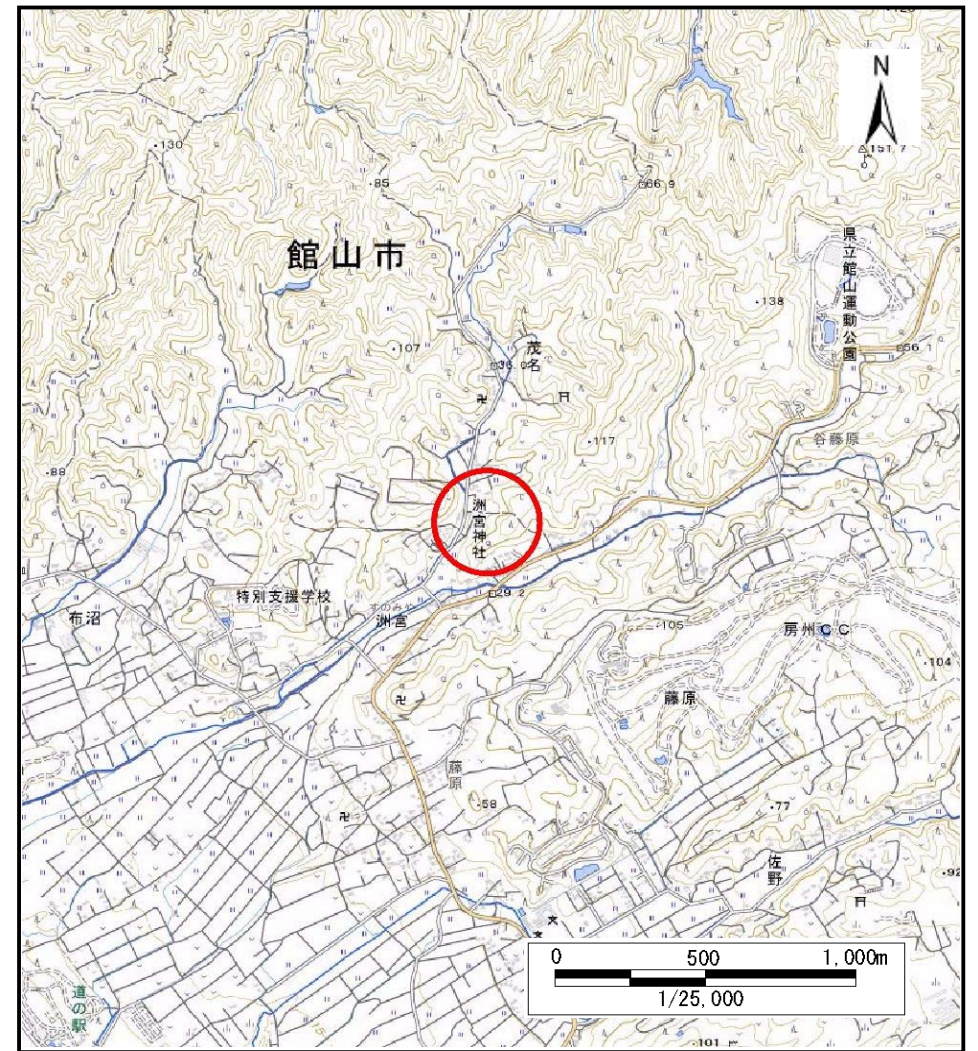 N
・130
151.7
・85
66.9
館山市
県立館山運動公園
・138
・107
茂名
36.0
56.1
・117
谷藤原
・88
洲宮神社
特別支援学校
29.2
すのみや
洲宮
布沼
・105
房州CC
・104
藤原
藤原
・58
・77
佐野
・92
0 500 1,000m
1/25,000
道の駅
・101